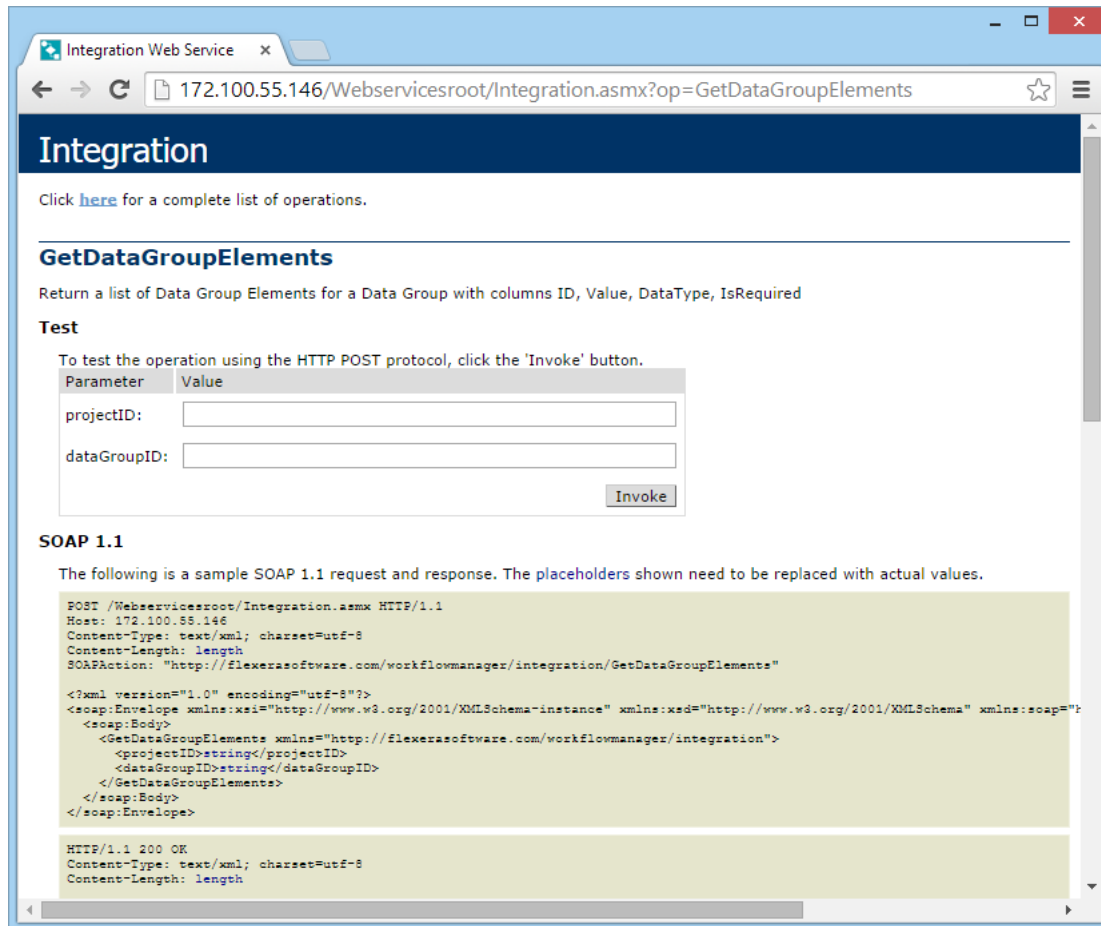 Integration Web Service
172.100.55.146/Webservicesroot/Integration.asmx?op=GetDataGroupElements
Integration
Click here for a complete list of operations.
GetDataGroupElements
Return a list of Data Group Elements for a Data Group with columns ID, Value, DataType, IsRequired
Test
To test the operation using the HTTP POST protocol, click the 'Invoke' button.
Parameter Value
projectID:
dataGroupID:
Invoke
SOAP 1.1
The following is a sample SOAP 1.1 request and response. The placeholders shown need to be replaced with actual values.
POST /Webservicesroot/Integration.asmx HTTP/1.1
Host: 172.100.55.146
Content-Type: text/xml; charset=utf-8
Content-Length: length
SOAPAction: "http://flexerasoftware.com/workflowmanager/integration/GetDataGroupElements"
<?xml version="1.0" encoding="utf-8"?>
<soap:Envelope xmlns:xsi="http://www.w3.org/2001/XMLSchema-instance" xmlns:xsd="http://www.w3.org/2001/XMLSchema" xmlns:soap="h
<soap:Body>
<GetDataGroupElements xmlns="http://flexerasoftware.com/workflowmanager/integration">
<projectID>string</projectID>
<dataGroupID>string</dataGroupID>
</GetDataGroupElements>
</soap:Body>
</soap:Envelope>
HTTP/1.1 200 OK
Content-Type: text/xml; charset=utf-8
Content-Length: length